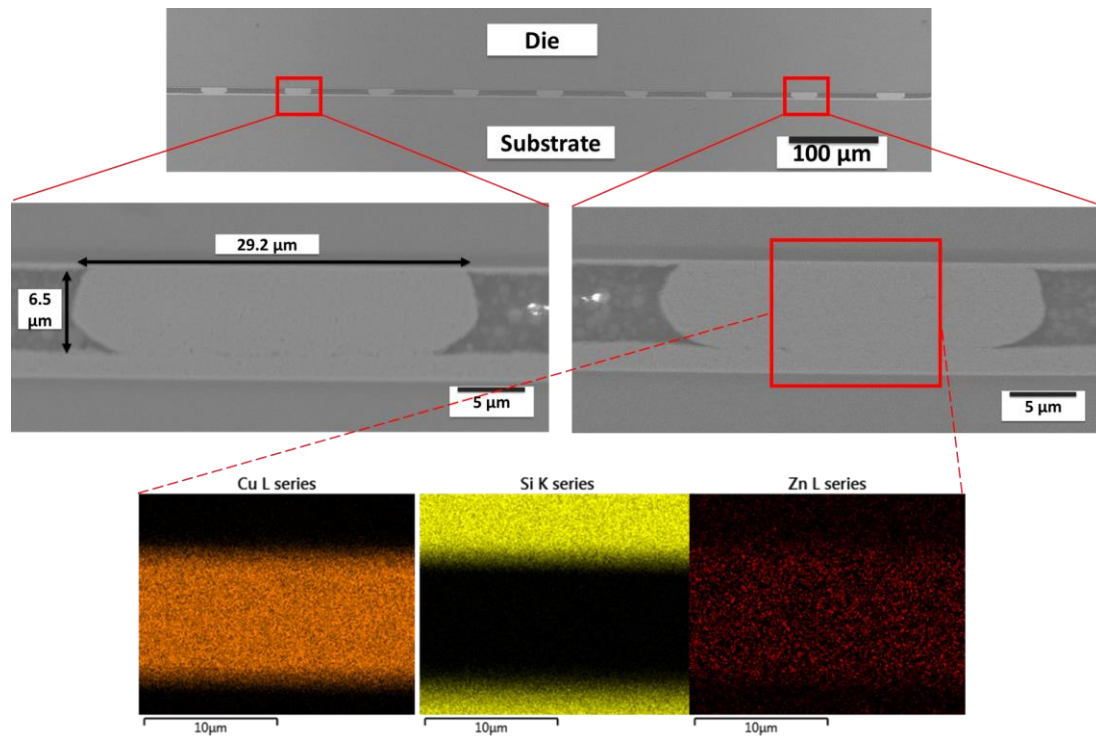 Die
Substrate
100 µm
29.2 µm
6.5
µm
5 µm
5 µm
Cu L series
Si K series
Zn L series
10µm
10µm
10µm